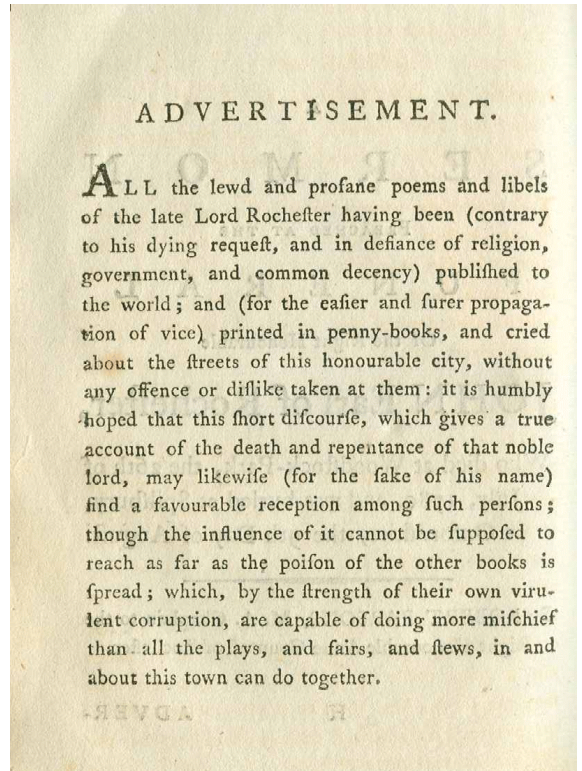 ADVERTISEMENT.
ALL the lewd and profane poems and libels
of the late Lord Rocheſter having been (contrary
to his dying requeſt, and in defiance of religion,
government, and common decency) publiſhed to
the world; and (for the eaſier and ſurer propaga-
tion of vice) printed in penny-books, and cried
about the ſtreets of this honourable city, without
any offence or diſlike taken at them: it is humbly
hoped that this ſhort diſcourſe, which gives a true
account of the death and repentance of that noble
lord, may likewiſe (for the ſake of his name)
find a favourable reception among ſuch perſons;
though the influence of it cannot be ſuppoſed to
reach as far as the poiſon of the other books is
ſpread; which, by the ſtrength of their own viru-
lent corruption, are capable of doing more miſchief
than all the plays, and fairs, and ſtews, in and
about this town can do together.